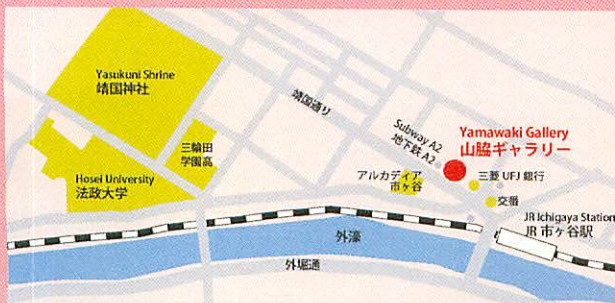 Yasukuni Shrine
靖国神社
三輪田
学園高
Hosei University
法政大学
靖国通り
Subway A2
地下鉄 A2
Yamawaki Gallery
山脇ギャラリー
アルカディア
市ヶ谷
三菱 UFJ 銀行
交番
JR Ichigaya Station
JR 市ヶ谷駅
外濠
外堀通